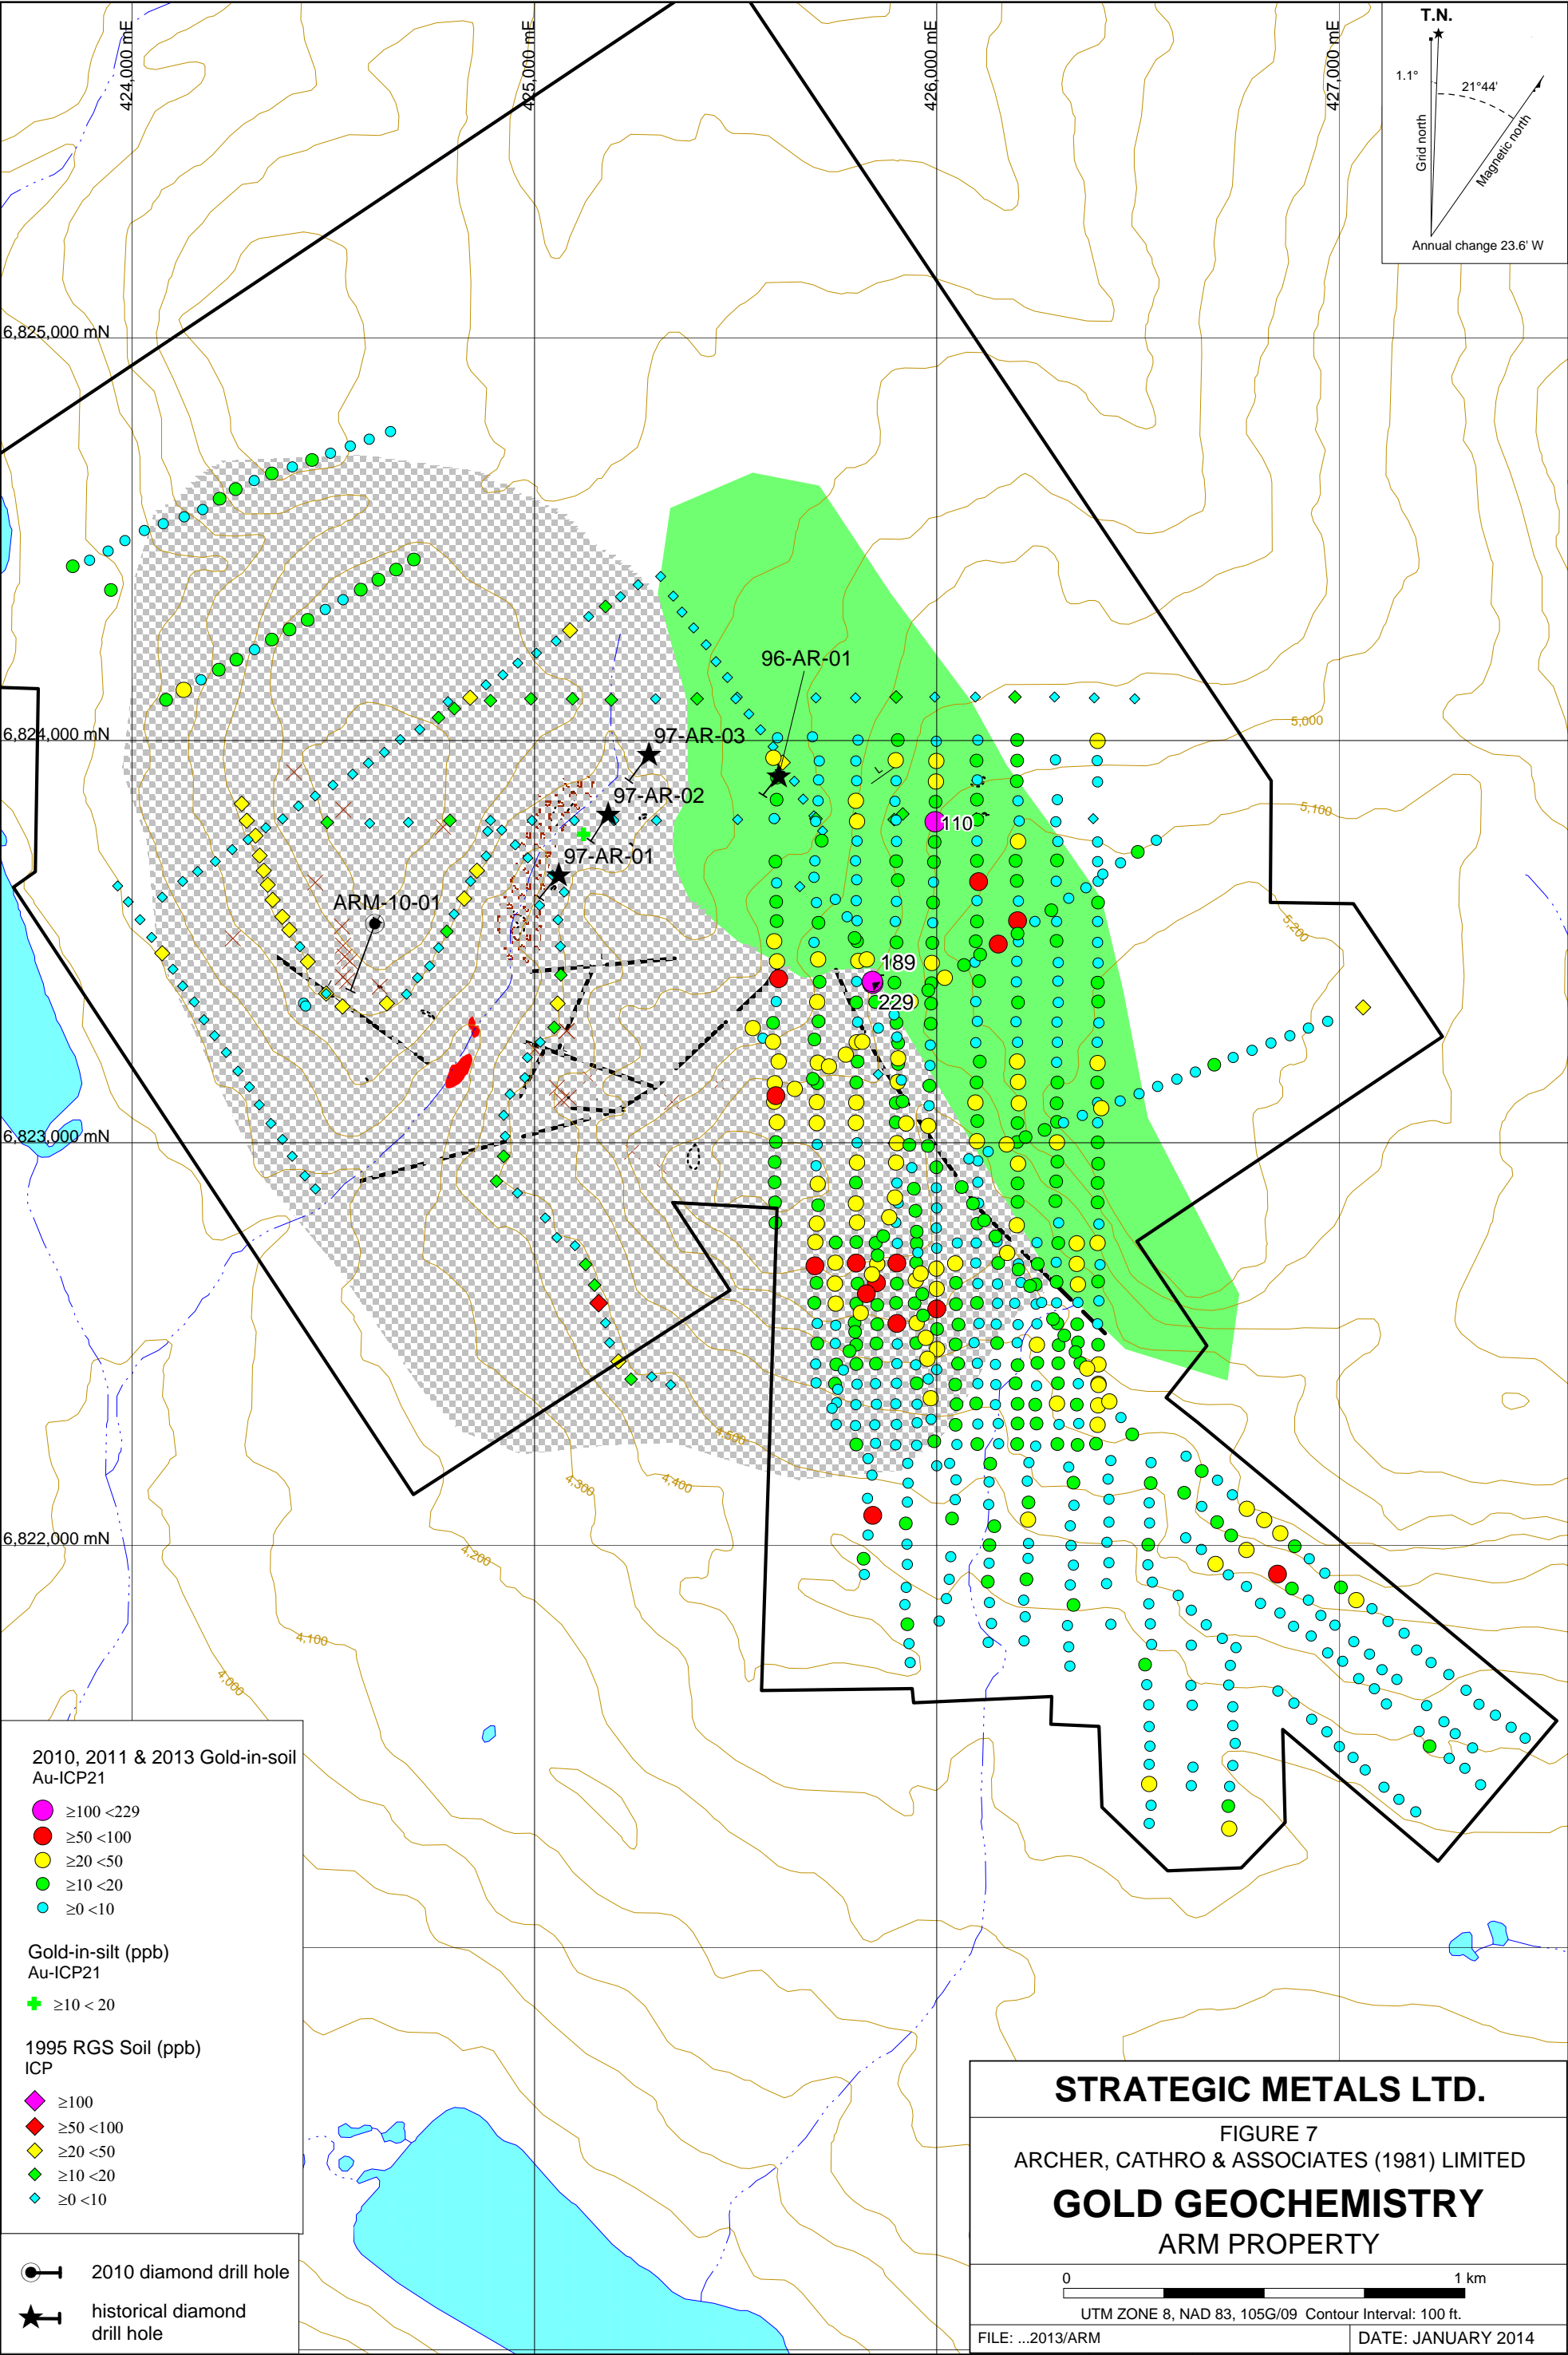 424,000 mE
425,000 mE
426,000 mE
427,000 mE
T.N.
1.1°
21°44'
Grid north
Magnetic north
Annual change 23.6' W
6,825,000 mN
96-AR-01
5,000
6,824,000 mN
97-AR-03
97-AR-02
5,100
110
97-AR-01
ARM-10-01
5,200
189
229
6,823,000 mN
4,500
4,400
4,300
6,822,000 mN
4,200
4,100
4,000
2010, 2011 & 2013 Gold-in-soil
Au-ICP21
≥100 <229
≥50 <100
≥20 <50
≥10 <20
≥0 <10
Gold-in-silt (ppb)
Au-ICP21
≥10 < 20
1995 RGS Soil (ppb)
ICP
≥100
≥50 <100
≥20 <50
≥10 <20
≥0 <10
2010 diamond drill hole
historical diamond
drill hole
STRATEGIC METALS LTD.
FIGURE 7
ARCHER, CATHRO & ASSOCIATES (1981) LIMITED
GOLD GEOCHEMISTRY
ARM PROPERTY
0 1 km
UTM ZONE 8, NAD 83, 105G/09 Contour Interval: 100 ft.
FILE: ...2013/ARM
DATE: JANUARY 2014